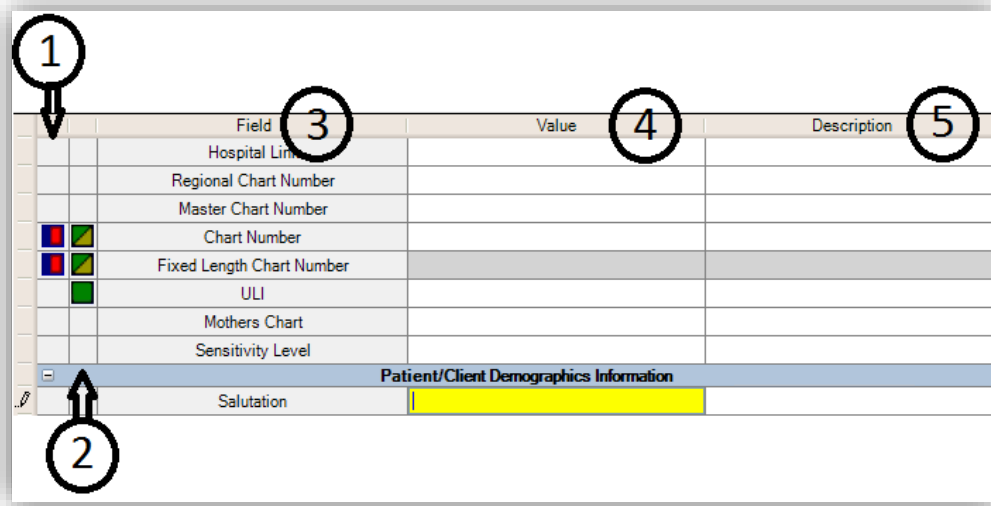 1
Field 3 Value 4 Description 5
Hospital
Regional Chart Number
Master Chart Number
Chart Number
Fixed Length Chart Number
ULI
Mothers Chart
Sensitivity Level
Patient/Client Demographics Information
Salutation
2